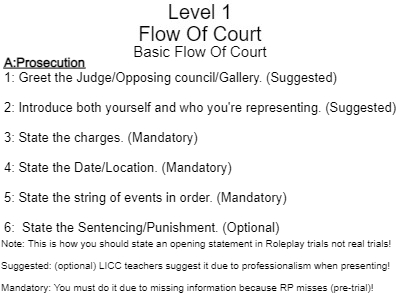 Level 1
Flow Of Court
Basic Flow Of Court
A:Prosecution
1: Greet the Judge/Opposing council/Gallery. (Suggested)
2: Introduce both yourself and who you're representing. (Suggested)
3: State the charges. (Mandatory)
4: State the Date/Location. (Mandatory)
5: State the string of events in order. (Mandatory)
6:  State the Sentencing/Punishment. (Optional)
Note: This is how you should state an opening statement in Roleplay trials not real trials!
Suggested: (optional) LICC teachers suggest it due to professionalism when presenting!
Mandatory: You must do it due to missing information because RP misses (pre-trial)!